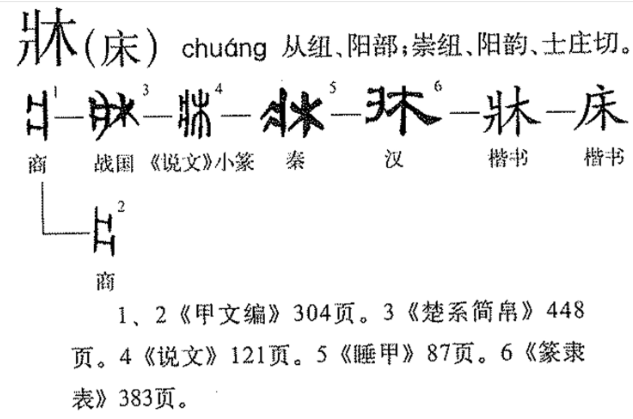 牀(床) chuáng 从纽、阳部;崇纽、阳韵、士庄切。
1 — 3 — 4 — 5 — 6 — 牀 — 床
商 战国 《说文》小篆 秦 汉 楷书 楷书
2
商
1、2《甲文编》304页。3《楚系简帛》448
页。4《说文》121页。5《睡甲》87页。6《篆隶
表》383页。